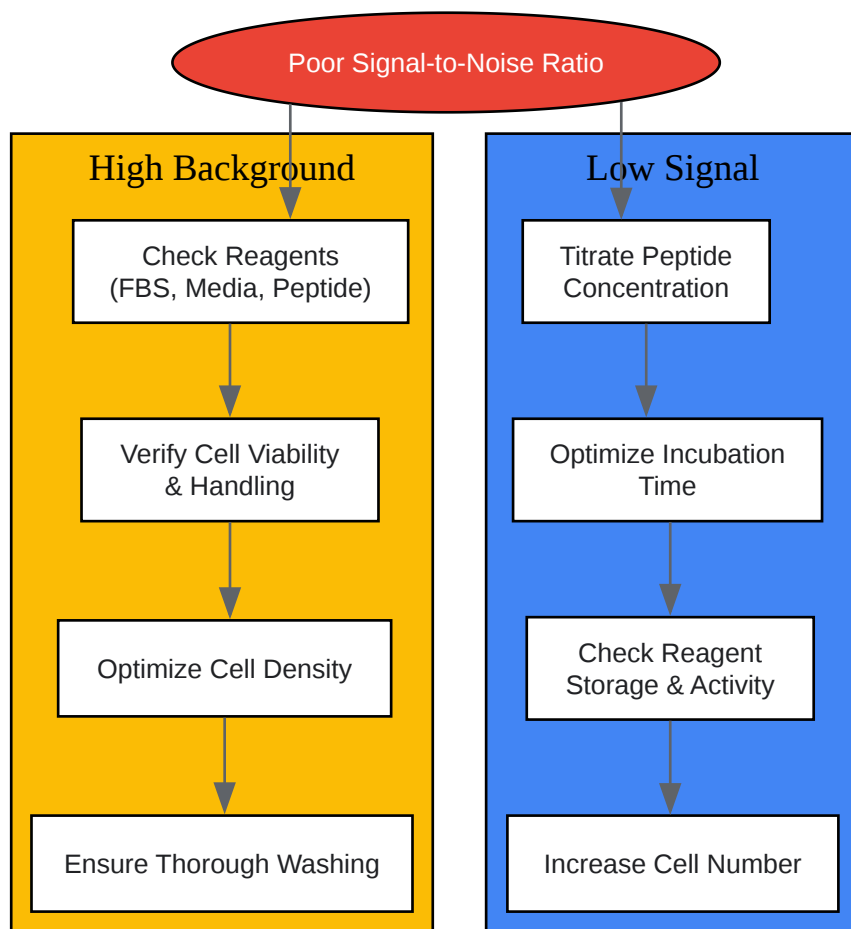 Poor Signal-to-Noise Ratio
High Background
Check Reagents
(FBS, Media, Peptide)
Verify Cell Viability
& Handling
Optimize Cell Density
Ensure Thorough Washing
Low Signal
Titrate Peptide
Concentration
Optimize Incubation
Time
Check Reagent
Storage & Activity
Increase Cell Number